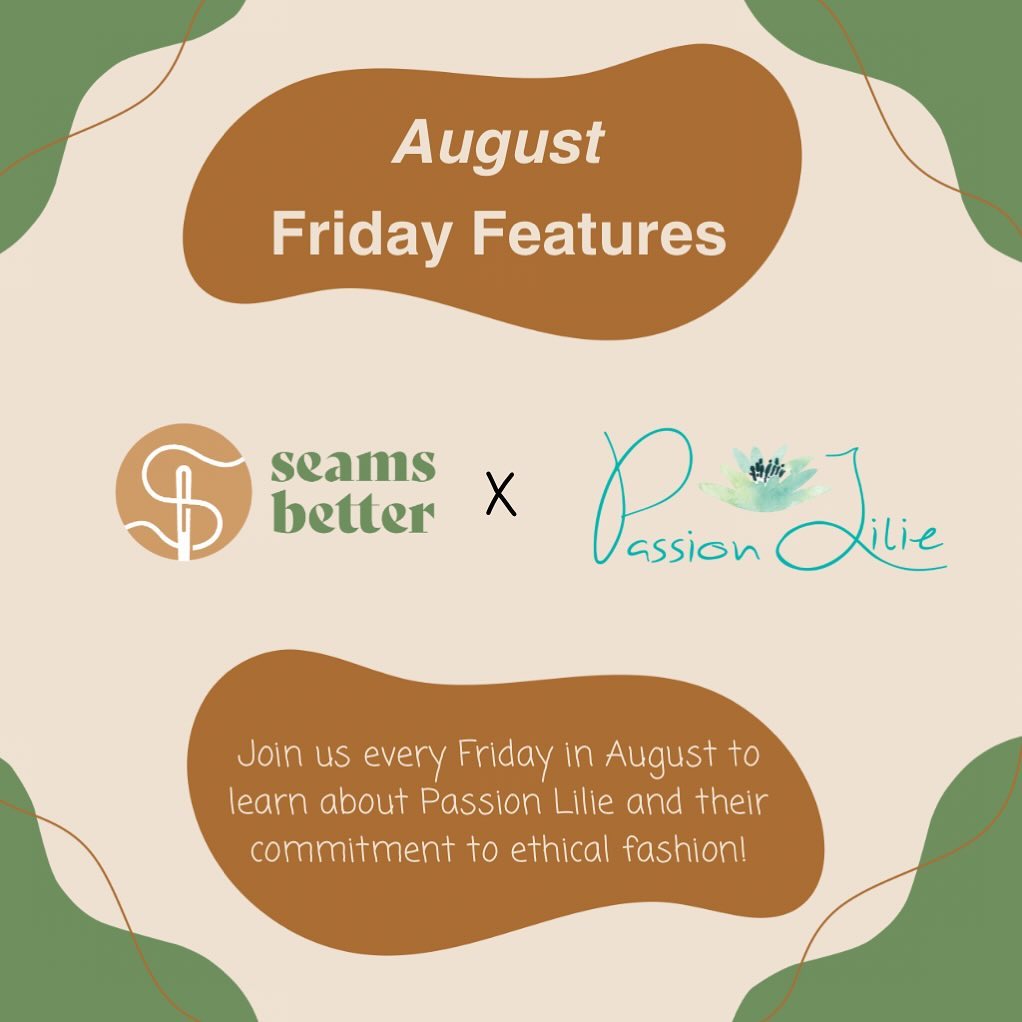 August
Friday Features
seams
better
X
Passion Lilie
Join us every Friday in August to
learn about Passion Lilie and their
commitment to ethical fashion!